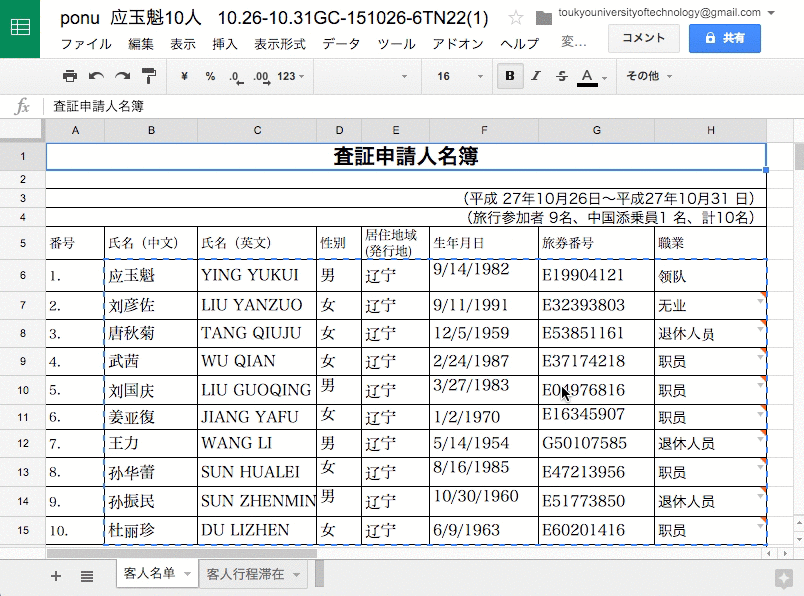 ponu 应玉魁10人 10.26-10.31GC-151026-6TN22(1)
toukyouniversityoftechnology@gmail.com
ファイル 編集 表示 挿入 表示形式 データ ツール アドオン ヘルプ 変…
コメント
共有
¥ % .0 .00 123 16 B I S A その他
fx 査証申請人名簿
A B C D E F G H
1 査証申請人名簿
2
3 （平成 27年10月26日〜平成27年10月31 日）
4 （旅行参加者 9名、中国添乗員1 名、計10名）
5 番号 氏名（中文） 氏名（英文） 性別 居住地域(発行地) 生年月日 旅券番号 職業
6 1. 应玉魁 YING YUKUI 男 辽宁 9/14/1982 E19904121 领队
7 2. 刘彦佐 LIU YANZUO 女 辽宁 9/11/1991 E32393803 无业
8 3. 唐秋菊 TANG QIUJU 女 辽宁 12/5/1959 E53851161 退休人员
9 4. 武茜 WU QIAN 女 辽宁 2/24/1987 E37174218 职员
10 5. 刘国庆 LIU GUOQING 男 辽宁 3/27/1983 职员
11 6. 姜亚復 JIANG YAFU 女 辽宁 1/2/1970 E16345907 职员
12 7. 王力 WANG LI 男 辽宁 5/14/1954 G50107585 退休人员
13 8. 孙华蕾 SUN HUALEI 女 辽宁 8/16/1985 E47213956 职员
14 9. 孙振民 SUN ZHENMIN 男 辽宁 10/30/1960 E51773850 退休人员
15 10. 杜丽珍 DU LIZHEN 女 辽宁 6/9/1963 E60201416 职员
客人名单 客人行程滞在